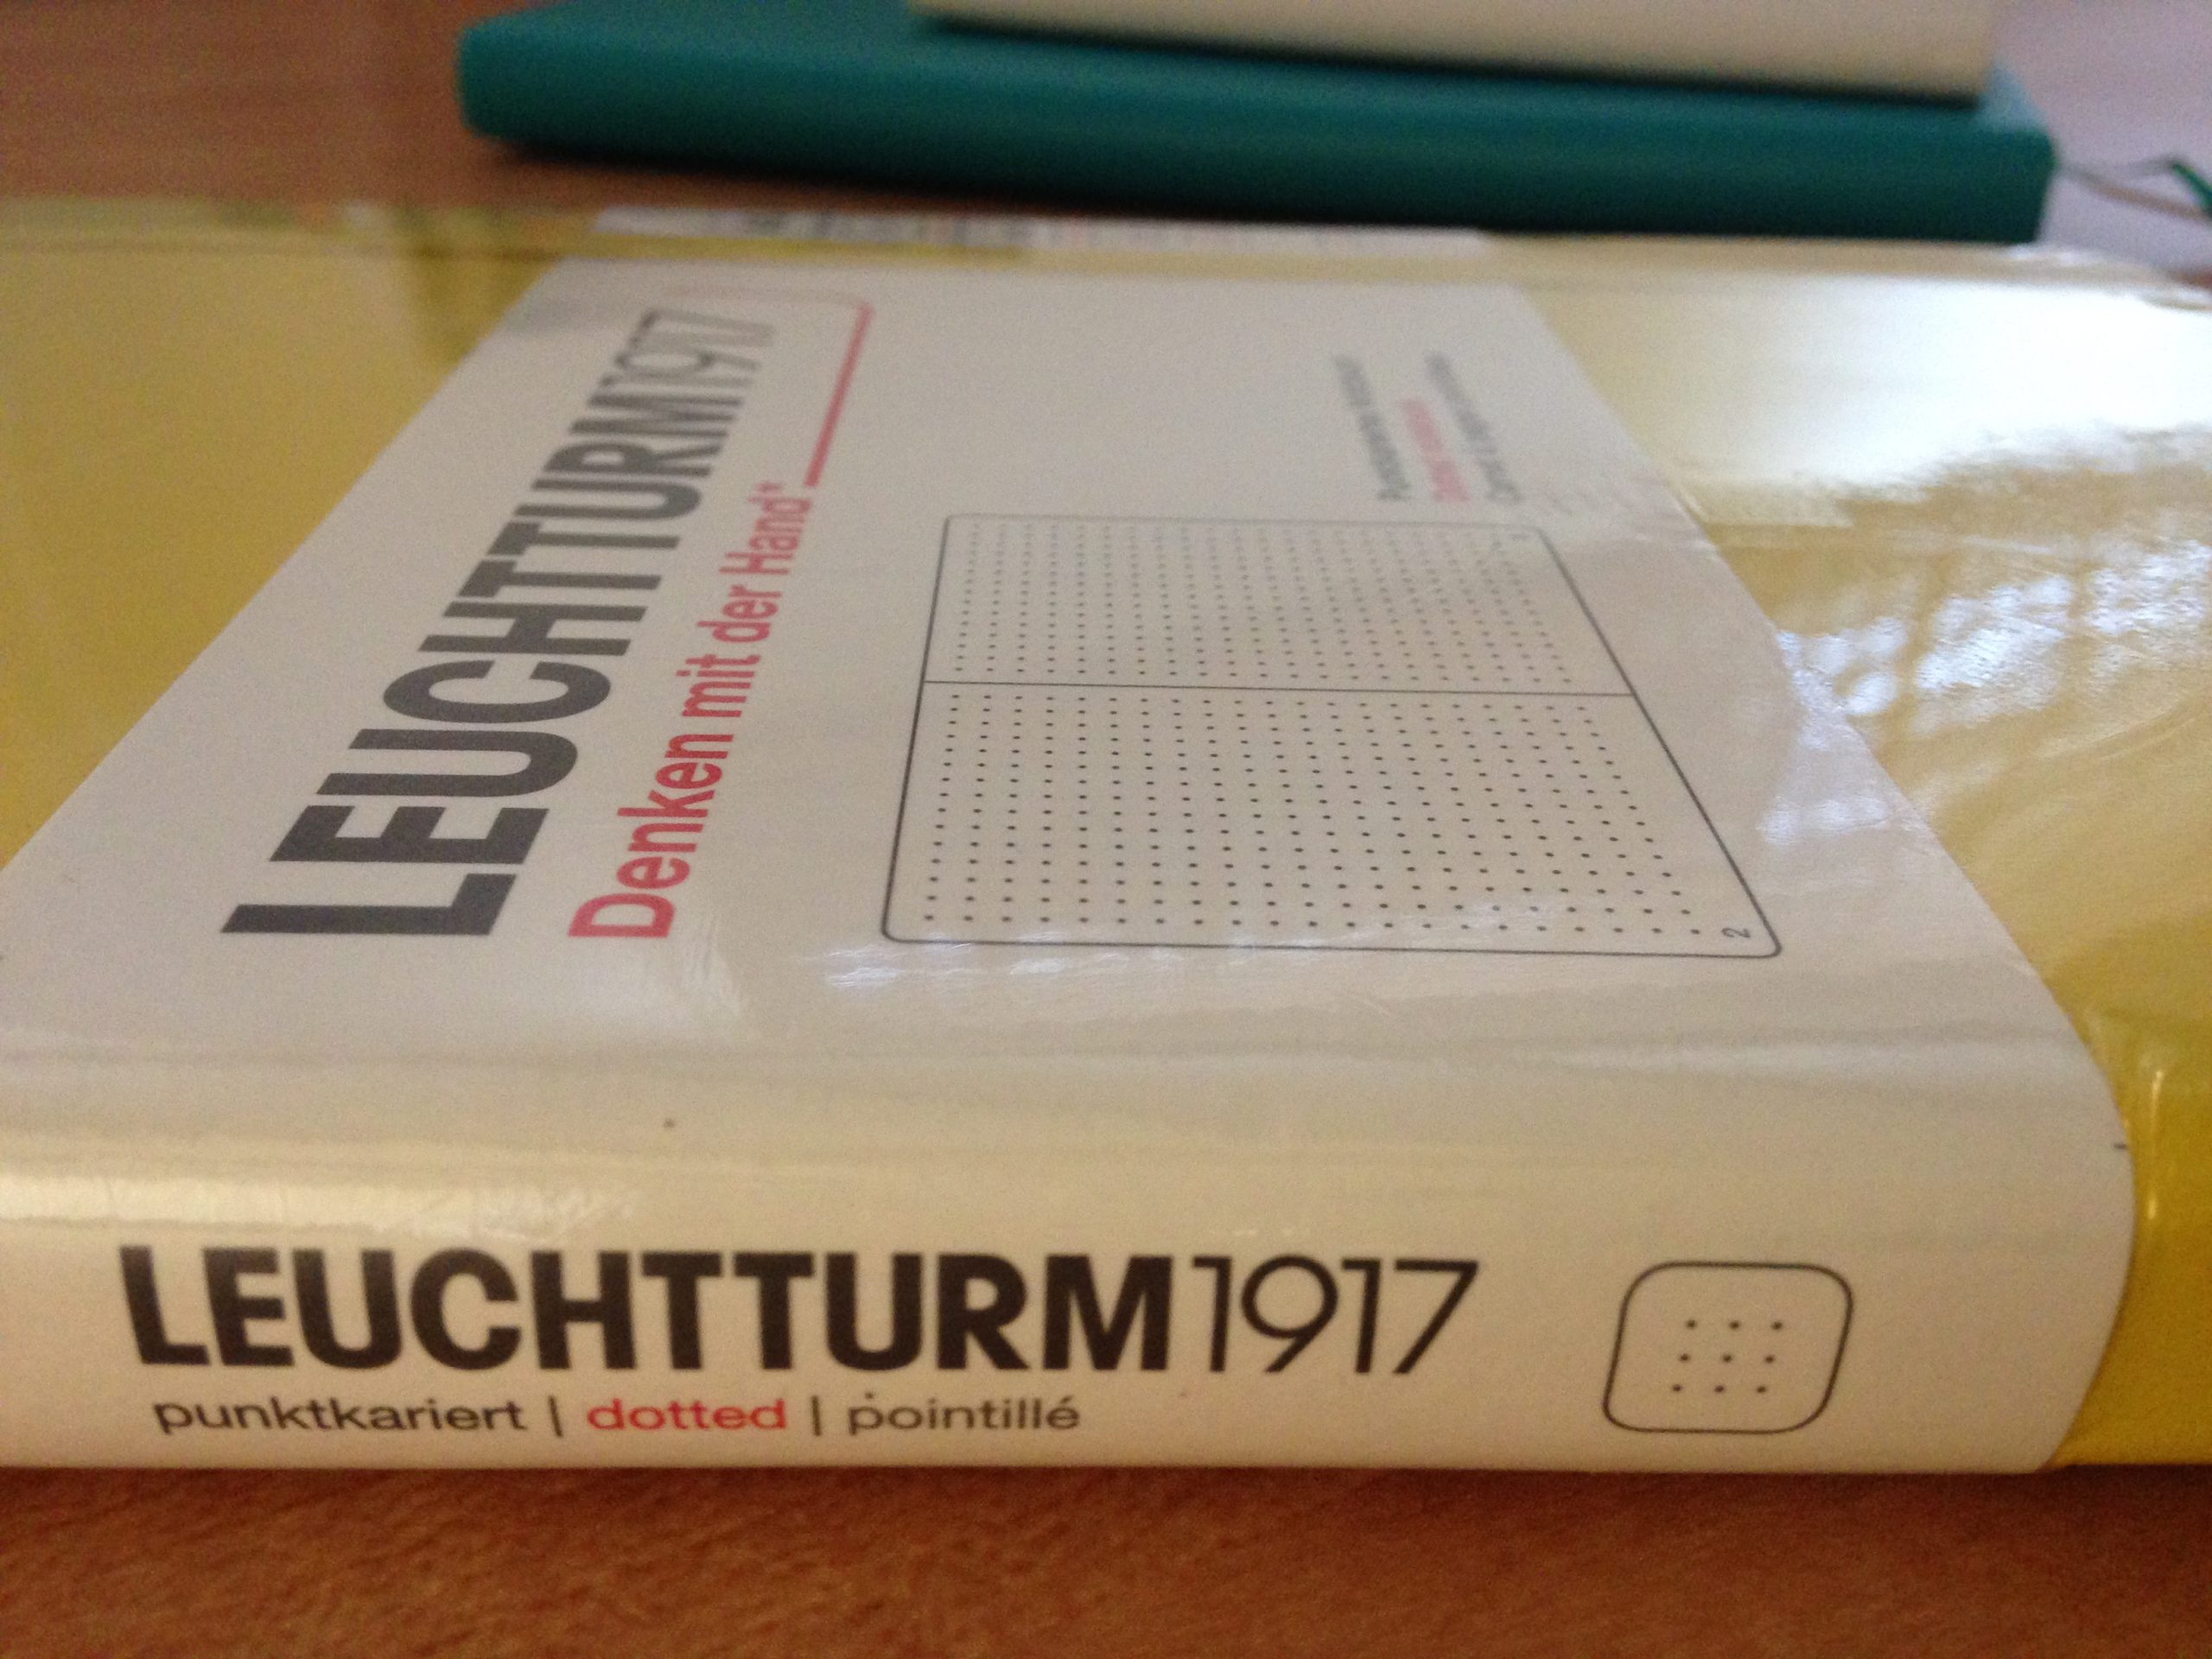 LEUCHTTURM1917
Denken mit der Hand*
2
LEUCHTTURM1917
punktkariert | dotted | pointillé